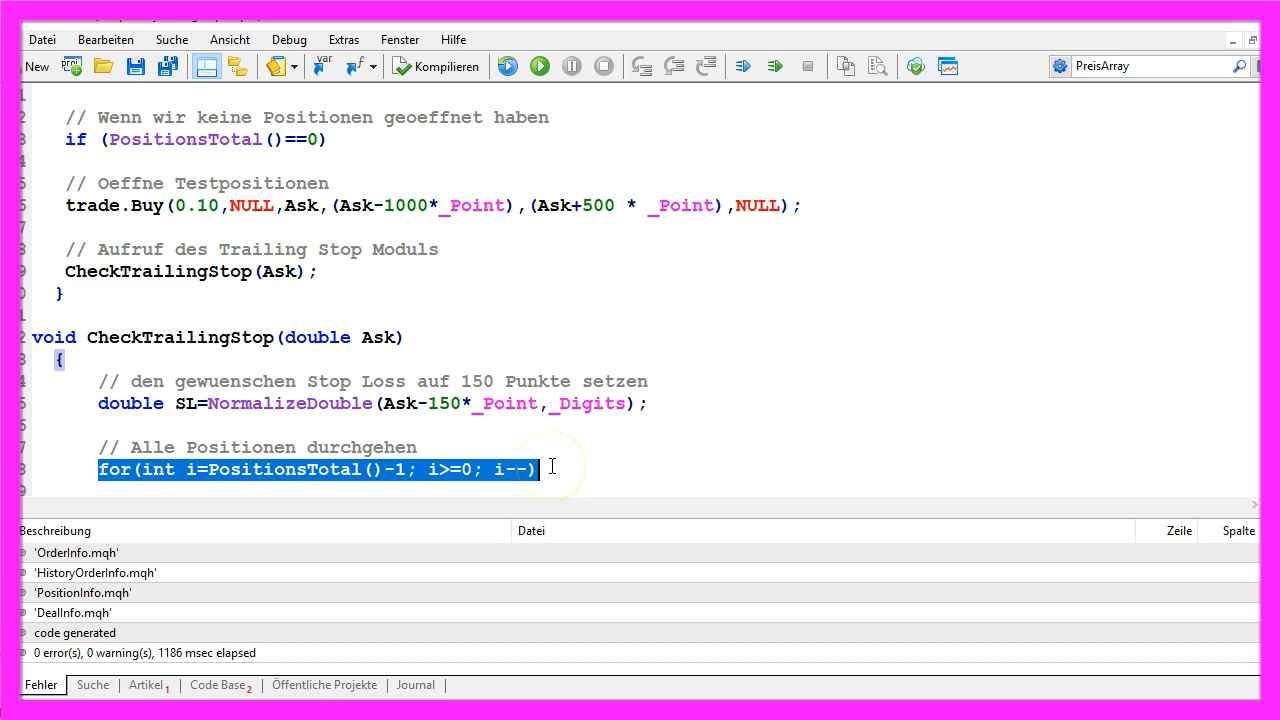 Datei Bearbeiten Suche Ansicht Debug Extras Fenster Hilfe
New Kompilieren PreisArray
// Wenn wir keine Positionen geoeffnet haben
if (PositionsTotal()==0)
// Oeffne Testpositionen
trade.Buy(0.10,NULL,Ask,(Ask-1000*_Point),(Ask+500 * _Point),NULL);
// Aufruf des Trailing Stop Moduls
CheckTrailingStop(Ask);
}
void CheckTrailingStop(double Ask)
{
// den gewuenschen Stop Loss auf 150 Punkte setzen
double SL=NormalizeDouble(Ask-150*_Point,_Digits);
// Alle Positionen durchgehen
for(int i=PositionsTotal()-1; i>=0; i--)
Beschreibung Datei Zeile Spalte
'OrderInfo.mqh'
'HistoryOrderInfo.mqh'
'PositionInfo.mqh'
'DealInfo.mqh'
code generated
0 error(s), 0 warning(s), 1186 msec elapsed
Fehler Suche Artikel 1 Code Base 2 Öffentliche Projekte Journal